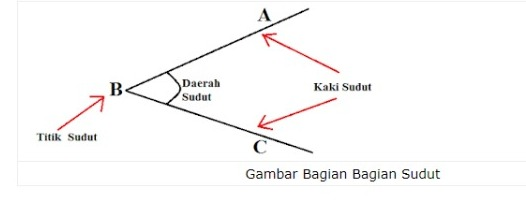 A
B
Daerah
Sudut
Kaki Sudut
Titik Sudut
C
Gambar Bagian Bagian Sudut